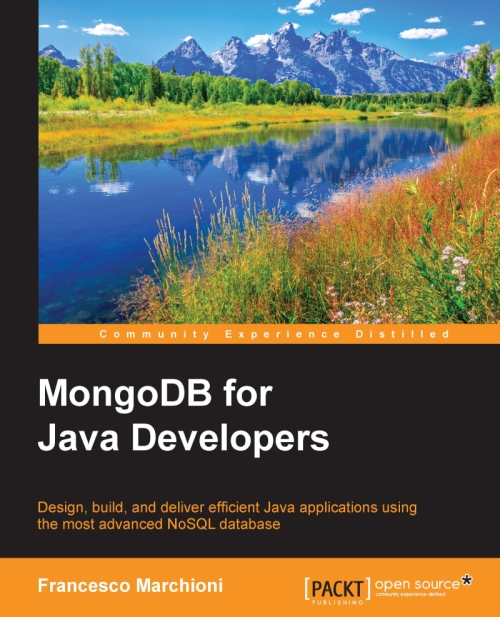 Community Experience Distilled
MongoDB for
Java Developers
Design, build, and deliver efficient Java applications using
the most advanced NoSQL database
Francesco Marchioni
[PACKT] open source*
PUBLISHING community experience distilled